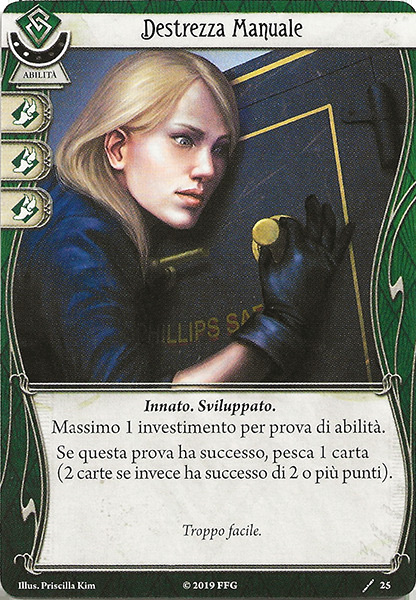 Destrezza Manuale
ABILITÀ
PHILLIPS SA
Innato. Sviluppato.
Massimo 1 investimento per prova di abilità.
Se questa prova ha successo, pesca 1 carta
(2 carte se invece ha successo di 2 o più punti).
Troppo facile.
Illus. Priscilla Kim
© 2019 FFG
25